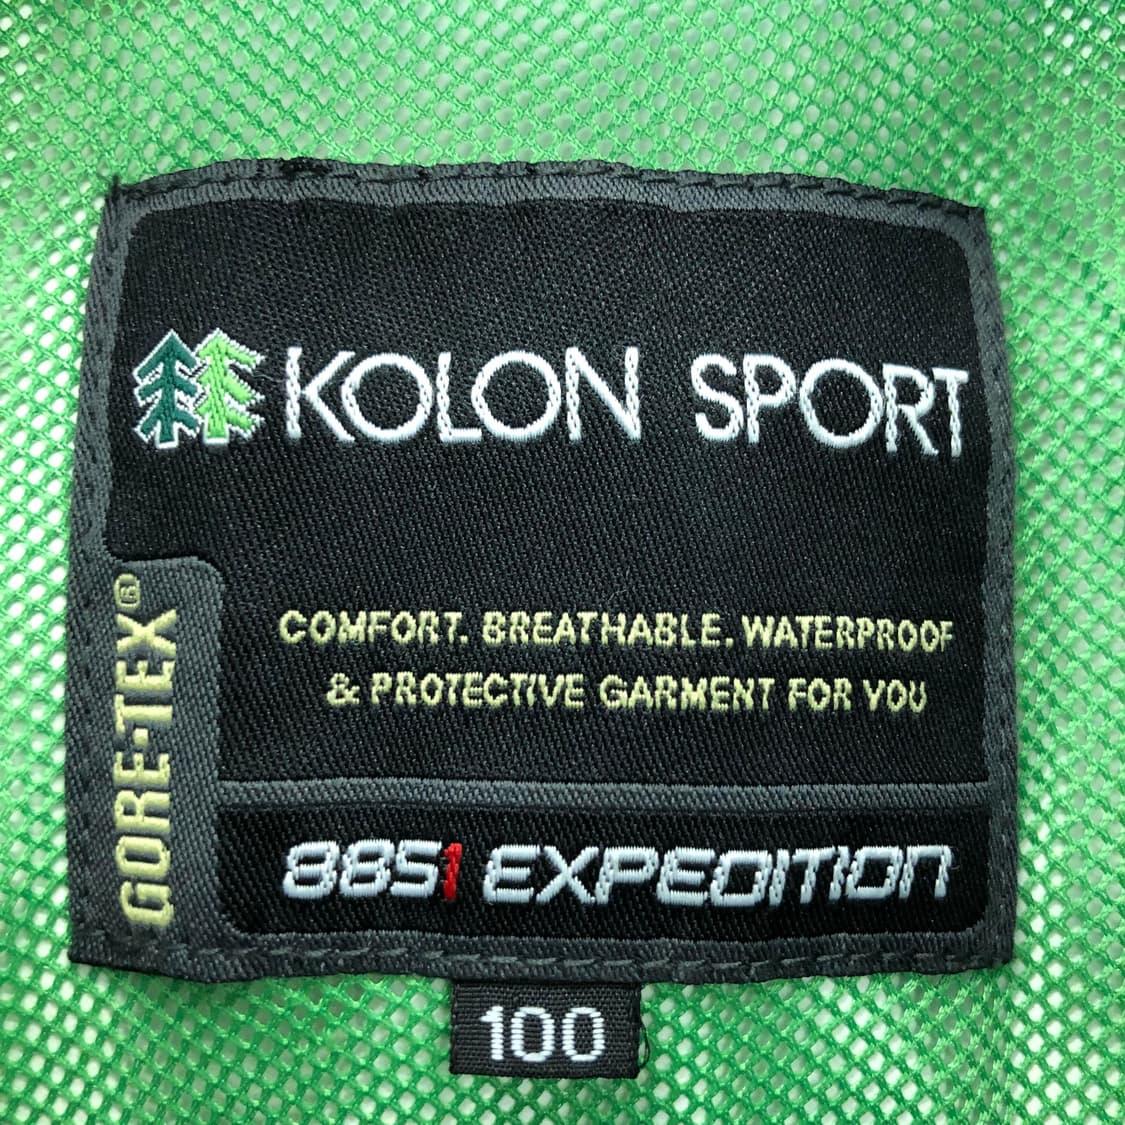 KOLON SPORT
COMFORT. BREATHABLE. WATERPROOF
& PROTECTIVE GARMENT FOR YOU
GORE-TEX®
8851 EXPEDITION
100